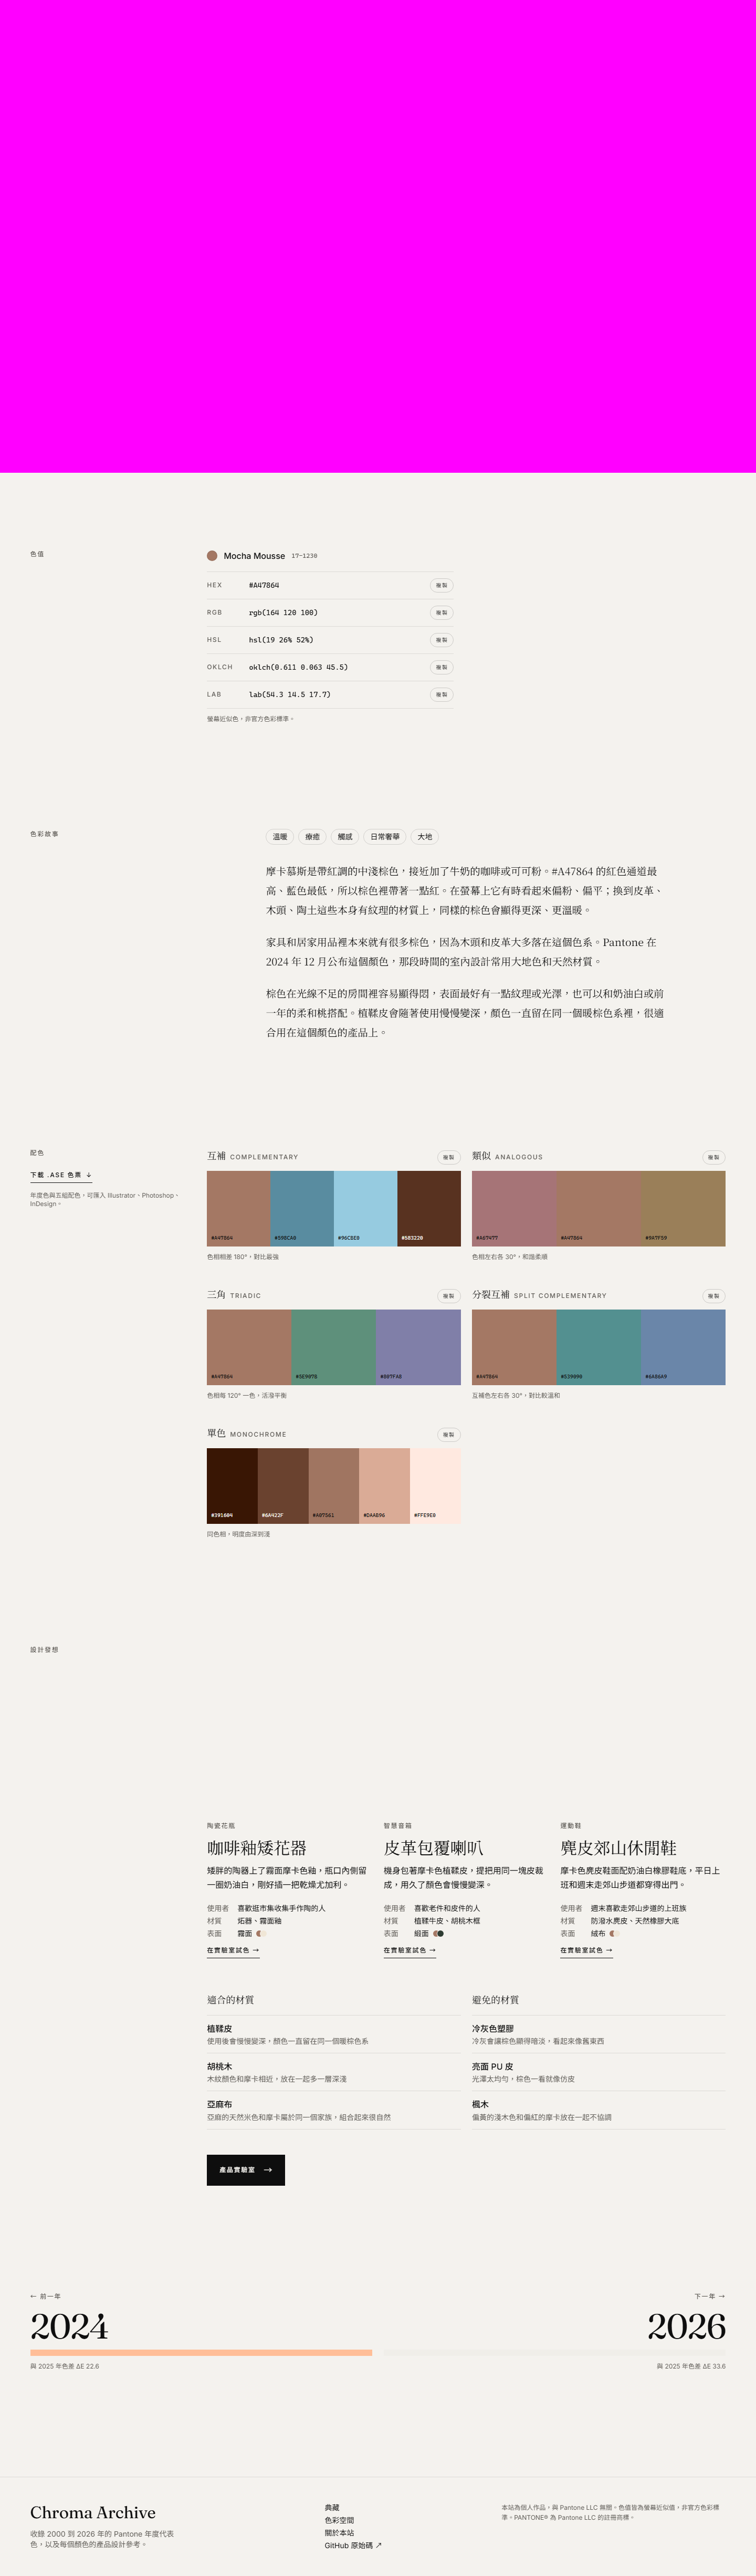 色值
Mocha Mousse 17-1230
HEX #A47864 複製
RGB rgb(164 120 100) 複製
HSL hsl(19 26% 52%) 複製
OKLCH oklch(0.611 0.063 45.5) 複製
LAB lab(54.3 14.5 17.7) 複製
螢幕近似色，非官方色彩標準。
色彩故事
溫暖 療癒 觸感 日常奢華 大地
摩卡慕斯是帶紅調的中淺棕色，接近加了牛奶的咖啡或可可粉。#A47864 的紅色通道最
高、藍色最低，所以棕色裡帶著一點紅。在螢幕上它有時看起來偏粉、偏平；換到皮革、
木頭、陶土這些本身有紋理的材質上，同樣的棕色會顯得更深、更溫暖。
家具和居家用品裡本來就有很多棕色，因為木頭和皮革大多落在這個色系。Pantone 在
2024 年 12 月公布這個顏色，那段時間的室內設計常用大地色和天然材質。
棕色在光線不足的房間裡容易顯得悶，表面最好有一點紋理或光澤，也可以和奶油白或前
一年的柔和桃搭配。植鞣皮會隨著使用慢慢變深，顏色一直留在同一個暖棕色系裡，很適
合用在這個顏色的產品上。
配色
下載 .ASE 色票 ↓
年度色與五組配色，可匯入 Illustrator、Photoshop、
InDesign。
互補 COMPLEMENTARY 複製
#A47864 #96CBE0 #583220
色相相差 180°，對比最強
類似 ANALOGOUS 複製
#A67477 #A47864 #9A7F59
色相左右各 30°，和諧柔順
三角 TRIADIC 複製
#A47864
色相每 120° 一色，活潑平衡
分裂互補 SPLIT COMPLEMENTARY 複製
#A47864
互補色左右各 30°，對比較溫和
單色 MONOCHROME 複製
#391604 #6A422F #A07561 #DAAB96 #FFE9E0
同色相，明度由深到淺
設計發想
陶瓷花瓶
咖啡釉矮花器
矮胖的陶器上了霧面摩卡色釉，瓶口內側留
一圈奶油白，剛好插一把乾燥尤加利。
使用者 喜歡逛市集收集手作陶的人
材質 炻器、霧面釉
表面 霧面
在實驗室試色 →
智慧音箱
皮革包覆喇叭
機身包著摩卡色植鞣皮，提把用同一塊皮裁
成，用久了顏色會慢慢變深。
使用者 喜歡老件和皮件的人
材質 植鞣牛皮、胡桃木框
表面 緞面
在實驗室試色 →
運動鞋
麂皮郊山休閒鞋
摩卡色麂皮鞋面配奶油白橡膠鞋底，平日上
班和週末走郊山步道都穿得出門。
使用者 週末喜歡走郊山步道的上班族
材質 防潑水麂皮、天然橡膠大底
表面 絨布
在實驗室試色 →
適合的材質
植鞣皮
使用後會慢慢變深，顏色一直留在同一個暖棕色系
胡桃木
木紋顏色和摩卡相近，放在一起多一層深淺
亞麻布
亞麻的天然米色和摩卡屬於同一個家族，組合起來很自然
避免的材質
冷灰色塑膠
冷灰會讓棕色顯得暗淡，看起來像舊東西
亮面 PU 皮
光澤太均勻，棕色一看就像仿皮
楓木
偏黃的淺木色和偏紅的摩卡放在一起不協調
產品實驗室 →
← 前一年
2024
與 2025 年色差 ΔE 22.6
下一年 →
2026
與 2025 年色差 ΔE 33.6
Chroma Archive
收錄 2000 到 2026 年的 Pantone 年度代表
色，以及每個顏色的產品設計參考。
典藏
色彩空間
關於本站
GitHub 原始碼 ↗
本站為個人作品，與 Pantone LLC 無關。色值皆為螢幕近似值，非官方色彩標
準。PANTONE® 為 Pantone LLC 的註冊商標。